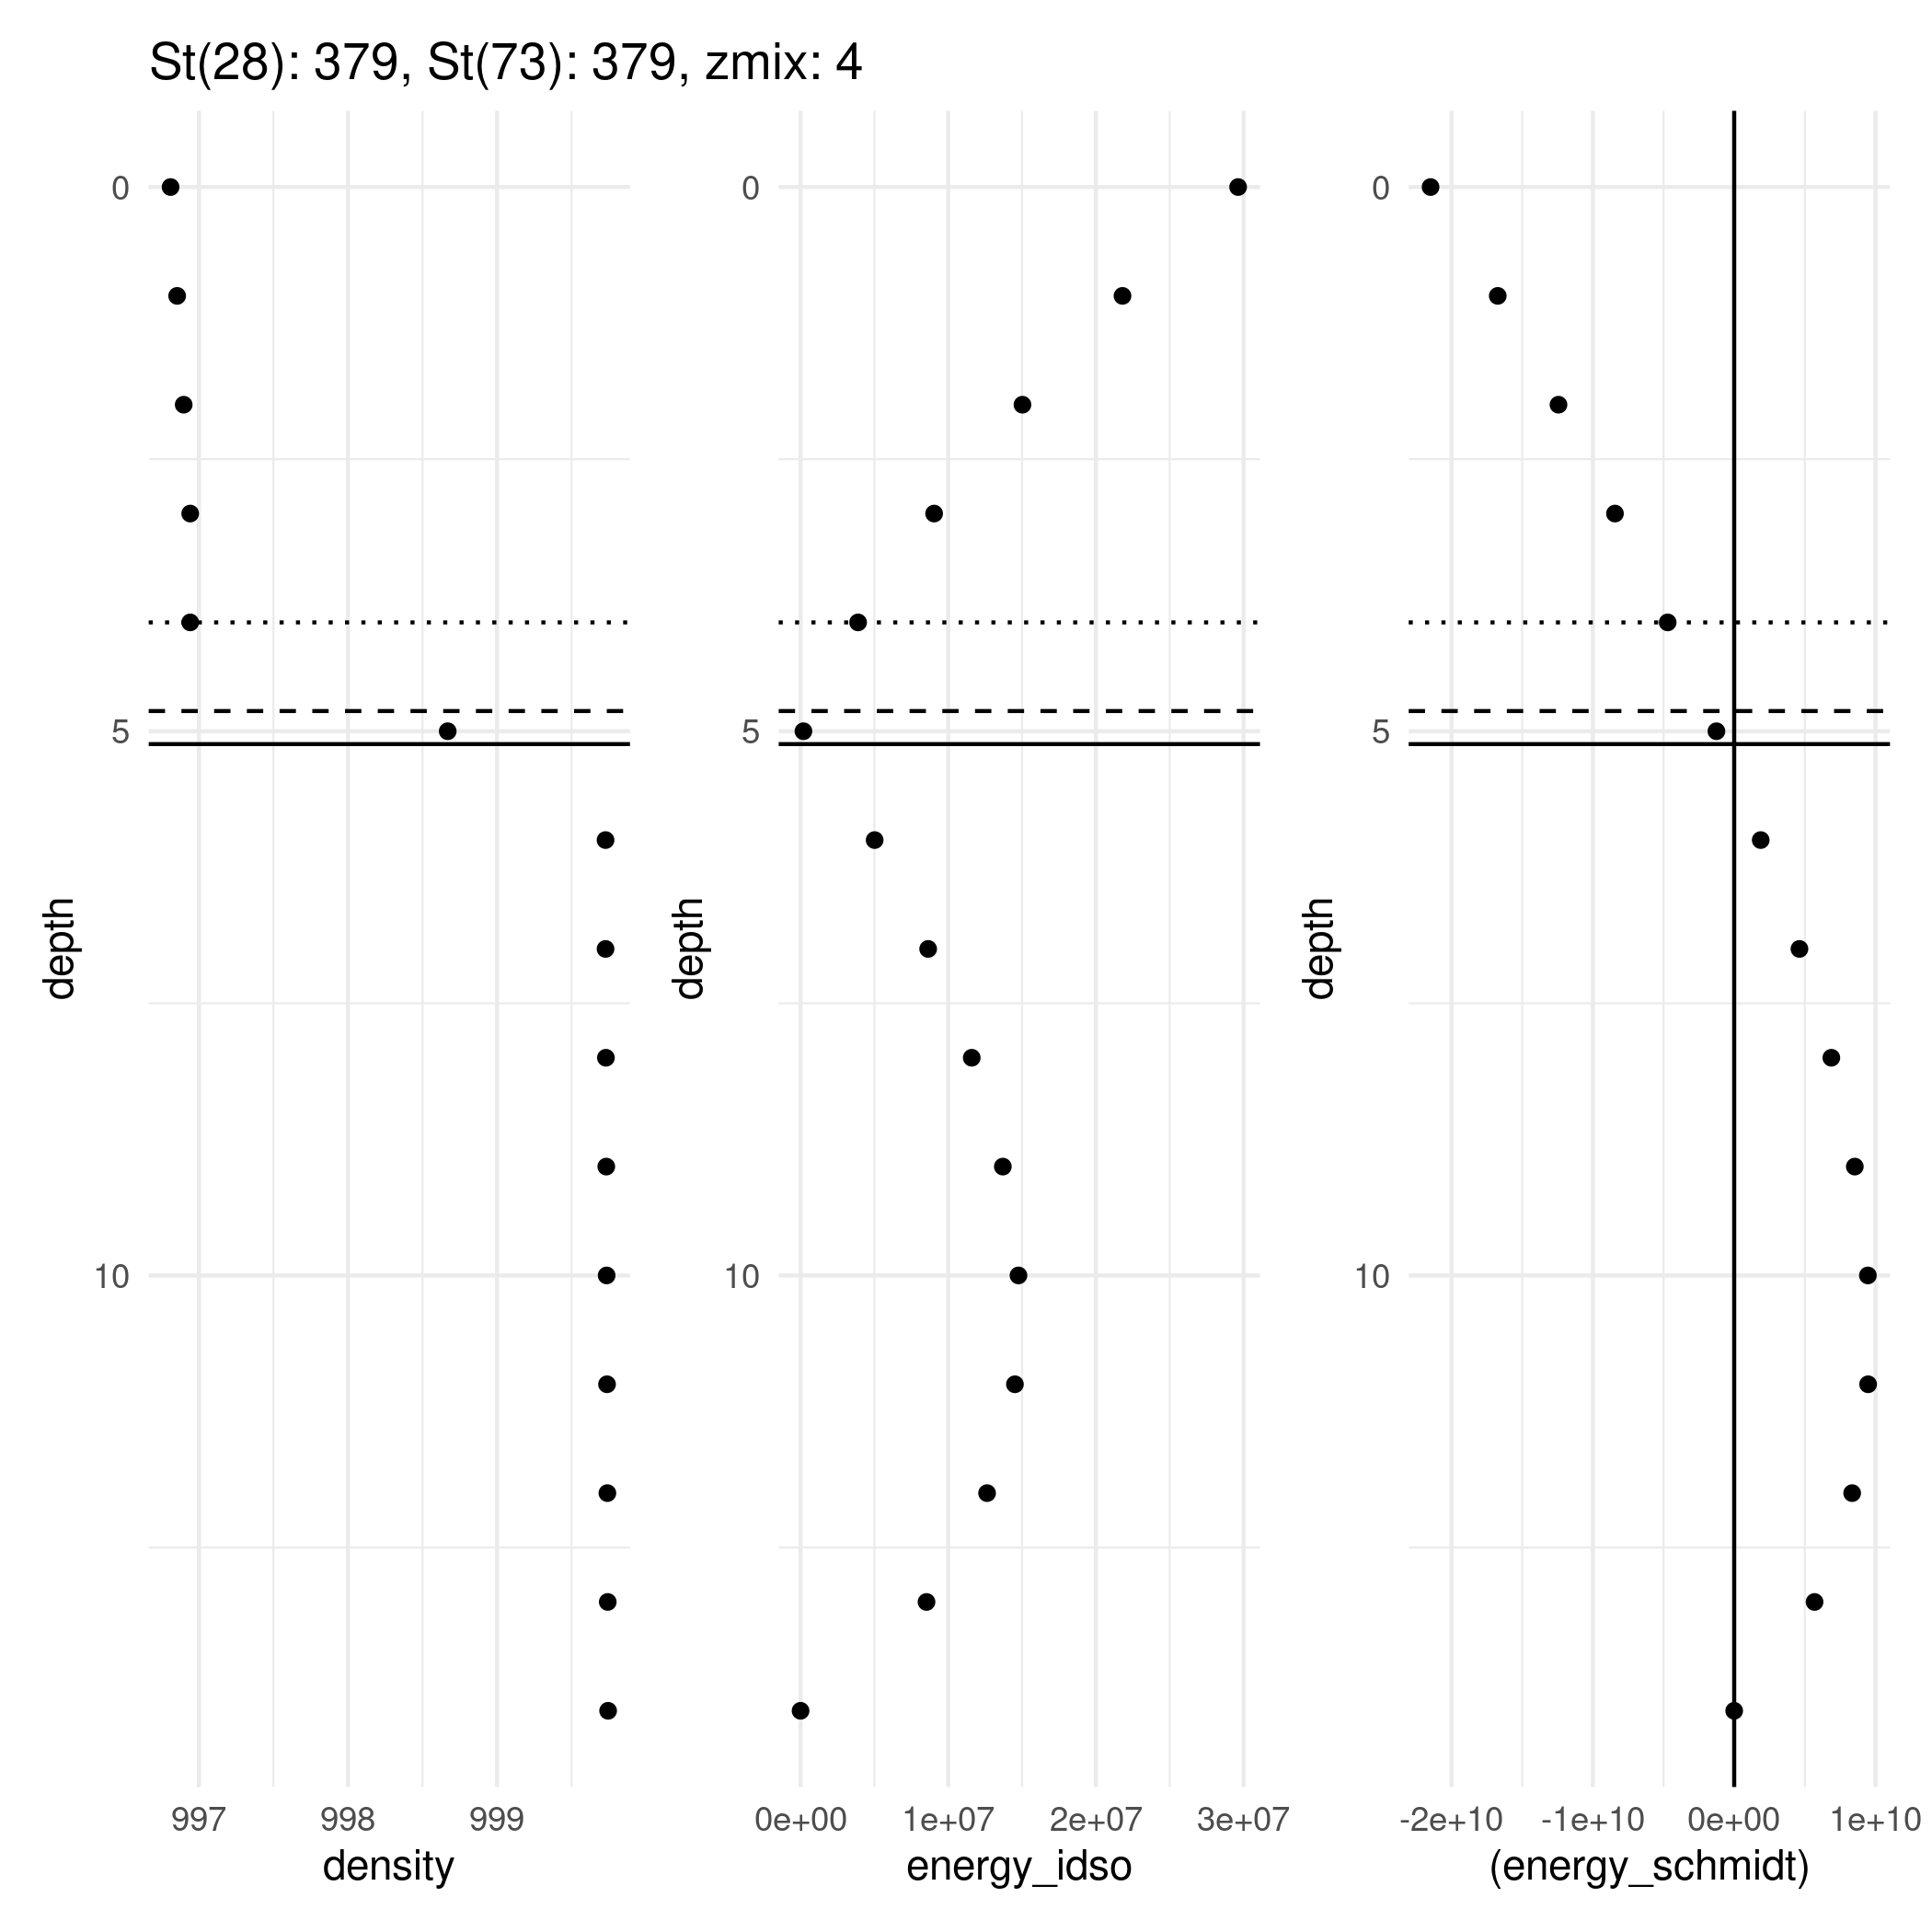 St(28): 379, St(73): 379, zmix: 4
0
5
10
depth
997 998 999
density
0
5
10
depth
0e+00 1e+07 2e+07 3e+07
energy_idso
0
5
10
depth
-2e+10 -1e+10 0e+00 1e+10
(energy_schmidt)